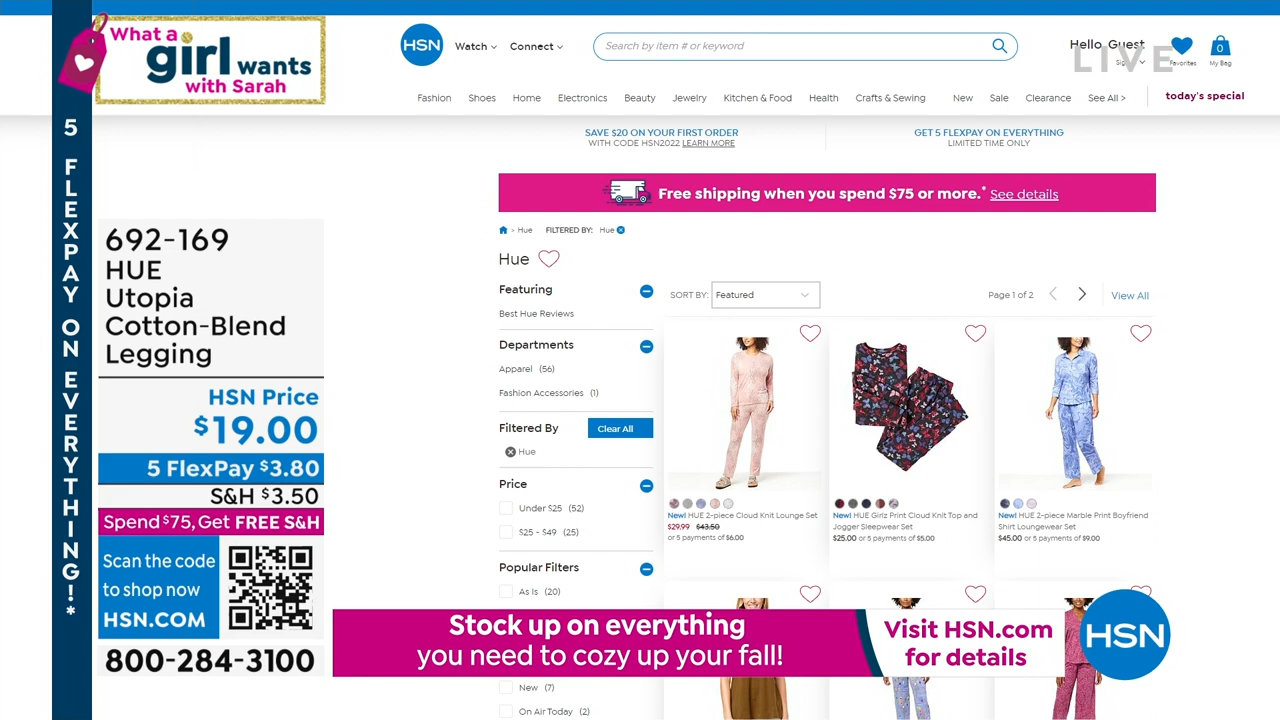 What a
girl wants
with Sarah
5 FLEXPAY ON EVERYTHING!*
692-169
HUE
Utopia
Cotton-Blend
Legging
HSN Price
$19.00
5 FlexPay $3.80
S&H $3.50
Spend $75, Get FREE S&H
Scan the code
to shop now
HSN.COM
800-284-3100
HSN
Watch
Connect
Search by item # or keyword
Hello, Guest
LIVE
Favorites
0
My Bag
Fashion Shoes Home Electronics Beauty Jewelry Kitchen & Food Health Crafts & Sewing New Sale Clearance See All > today's special
SAVE $20 ON YOUR FIRST ORDER
WITH CODE HSN2022 LEARN MORE
GET 5 FLEXPAY ON EVERYTHING
LIMITED TIME ONLY
Free shipping when you spend $75 or more.* See details
> Hue FILTERED BY: Hue
Hue
Featuring
Best Hue Reviews
Departments
Apparel (56)
Fashion Accessories (1)
Filtered By Clear All
Hue
Price
Under $25 (52)
$25 - $49 (25)
Popular Filters
As Is (20)
New (7)
On Air Today (2)
SORT BY: Featured
Page 1 of 2
View All
New! HUE 2-piece Cloud Knit Lounge Set
$29.99 $43.50
or 5 payments of $6.00
New! HUE Girlz Print Cloud Knit Top and
Jogger Sleepwear Set
$25.00 or 5 payments of $5.00
New! HUE 2-piece Marble Print Boyfriend
Shirt Loungewear Set
$45.00 or 5 payments of $9.00
Stock up on everything
you need to cozy up your fall!
Visit HSN.com
for details
HSN